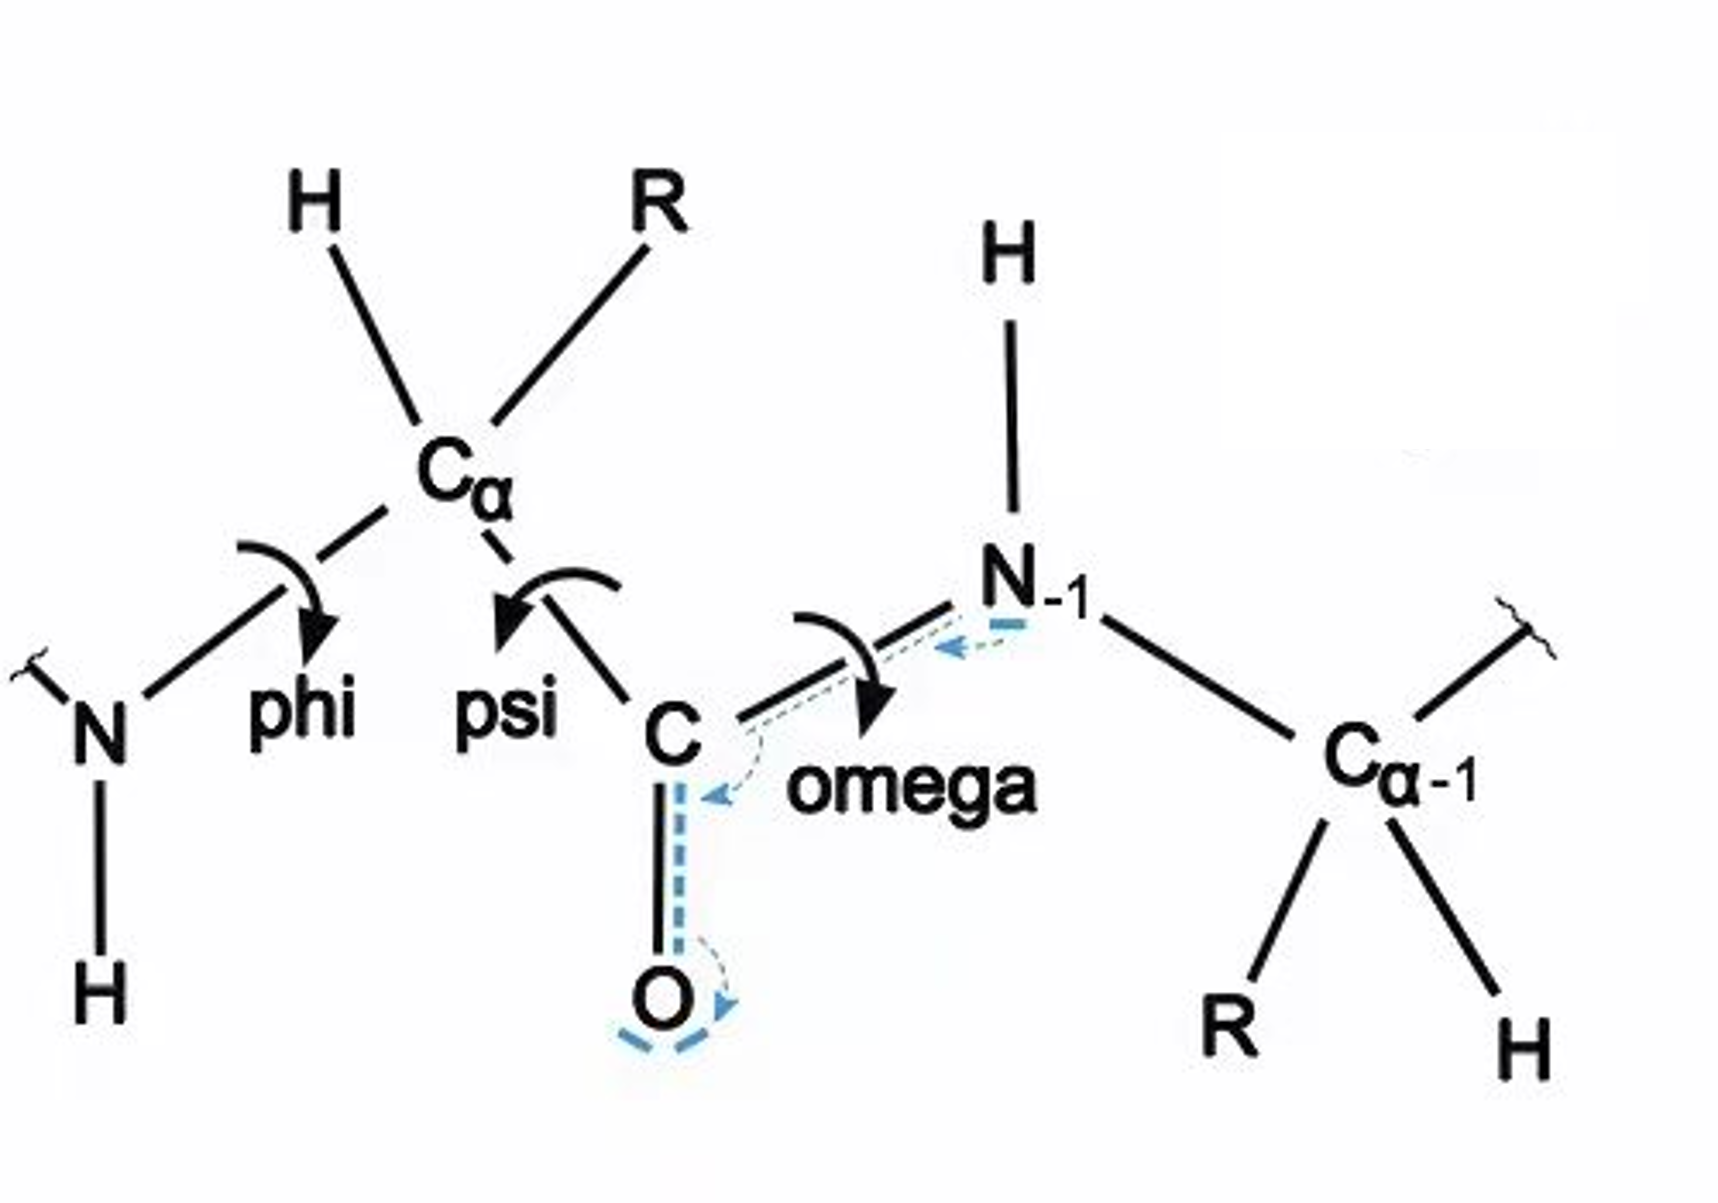 H R
H
Cα
N-1
N phi psi C
omega
Cα-1
H O
R H